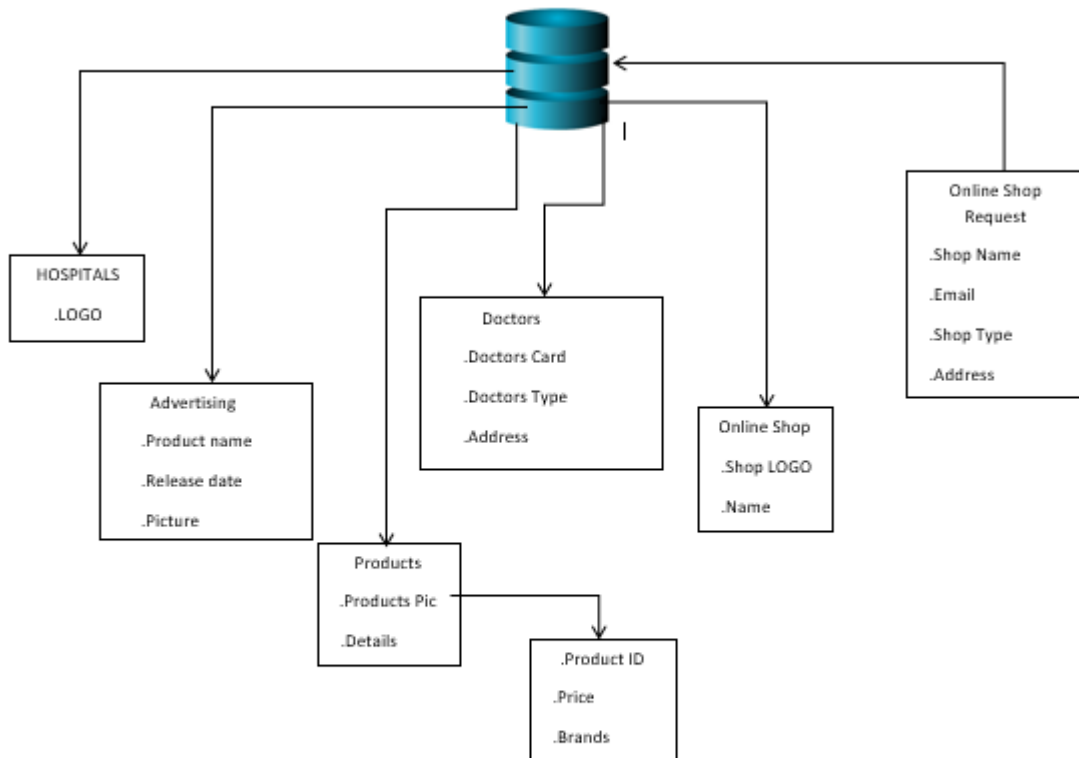 Online Shop
Request
.Shop Name
.Email
.Shop Type
.Address
HOSPITALS
.LOGO
Doctors
.Doctors Card
.Doctors Type
.Address
Advertising
.Product name
.Release date
.Picture
Online Shop
.Shop LOGO
.Name
Products
.Products Pic
.Details
.Product ID
.Price
.Brands